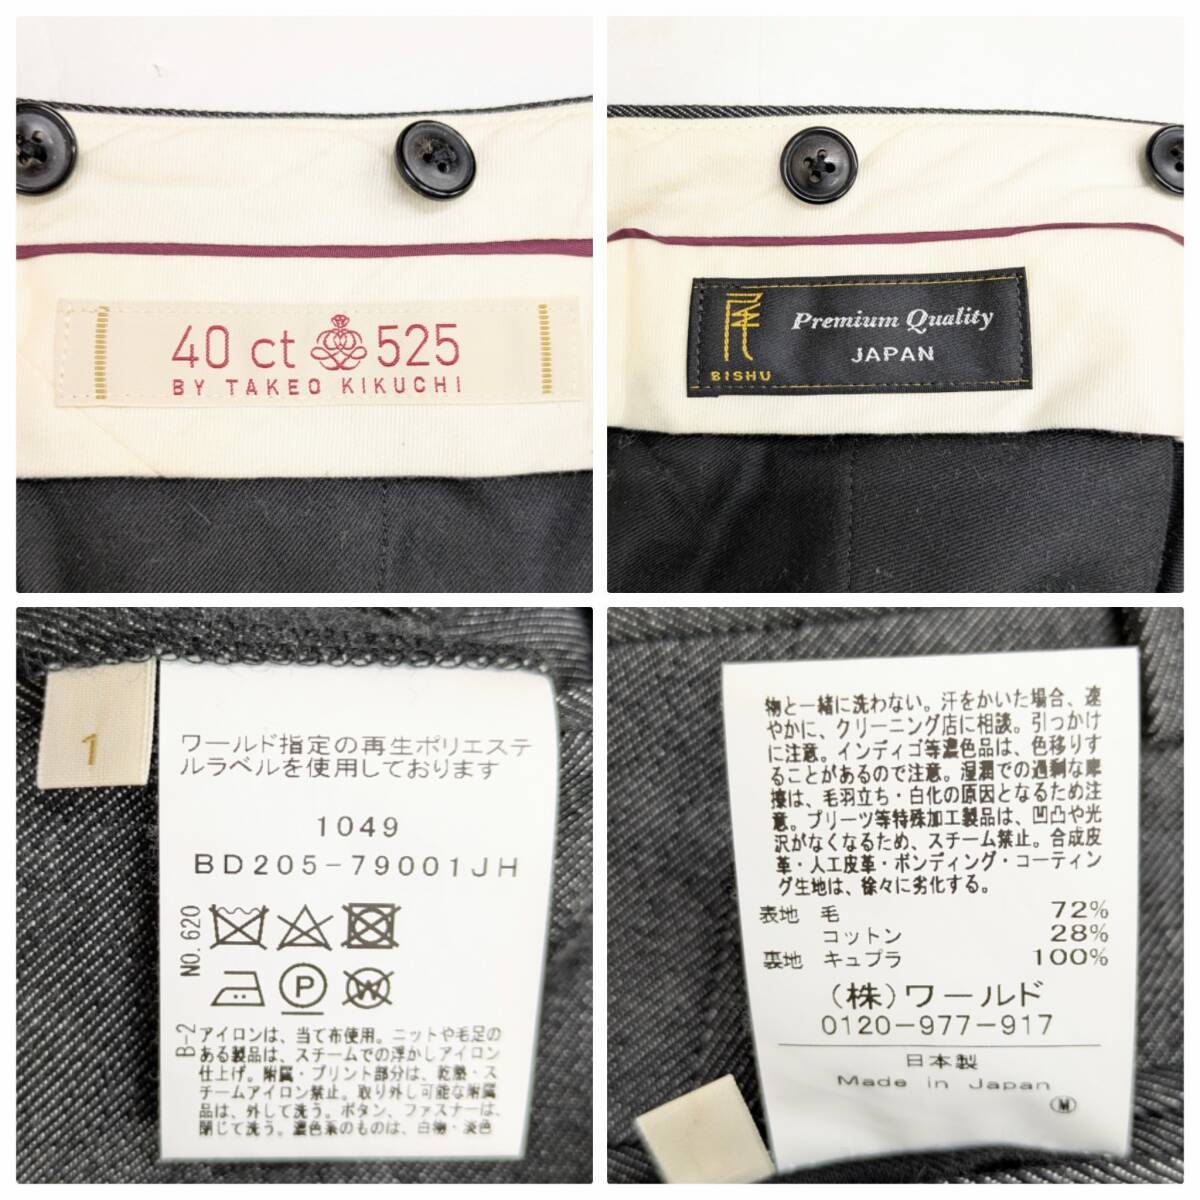 40 ct 525
BY TAKEO KIKUCHI
Premium Quality
JAPAN
BISHU
1
ワールド指定の再生ポリエステ
ルラベルを使用しております
1049
BD205-79001JH
NO.620
B-2
アイロンは、当て布使用。ニットや毛足の
ある製品は、スチームでの浮かしアイロン
仕上げ。附属・プリント部分は、乾熱・ス
チームアイロン禁止。取り外し可能な附属
品は、外して洗う。ボタン、ファスナーは、
閉じて洗う。濃色系のものは、白物・淡色
物と一緒に洗わない。汗をかいた場合、速
やかに、クリーニング店に相談。引っかけ
に注意。インディゴ等濃色品は、色移りす
ることがあるので注意。湿潤での過剰な摩
擦は、毛羽立ち・白化の原因となるため注
意。プリーツ等特殊加工製品は、凹凸や光
沢がなくなるため、スチーム禁止。合成皮
革・人工皮革・ボンディング・コーティン
グ生地は、徐々に劣化する。
表地 毛 72%
コットン 28%
裏地 キュプラ 100%
(株)ワールド
0120-977-917
日本製
Made in Japan
M